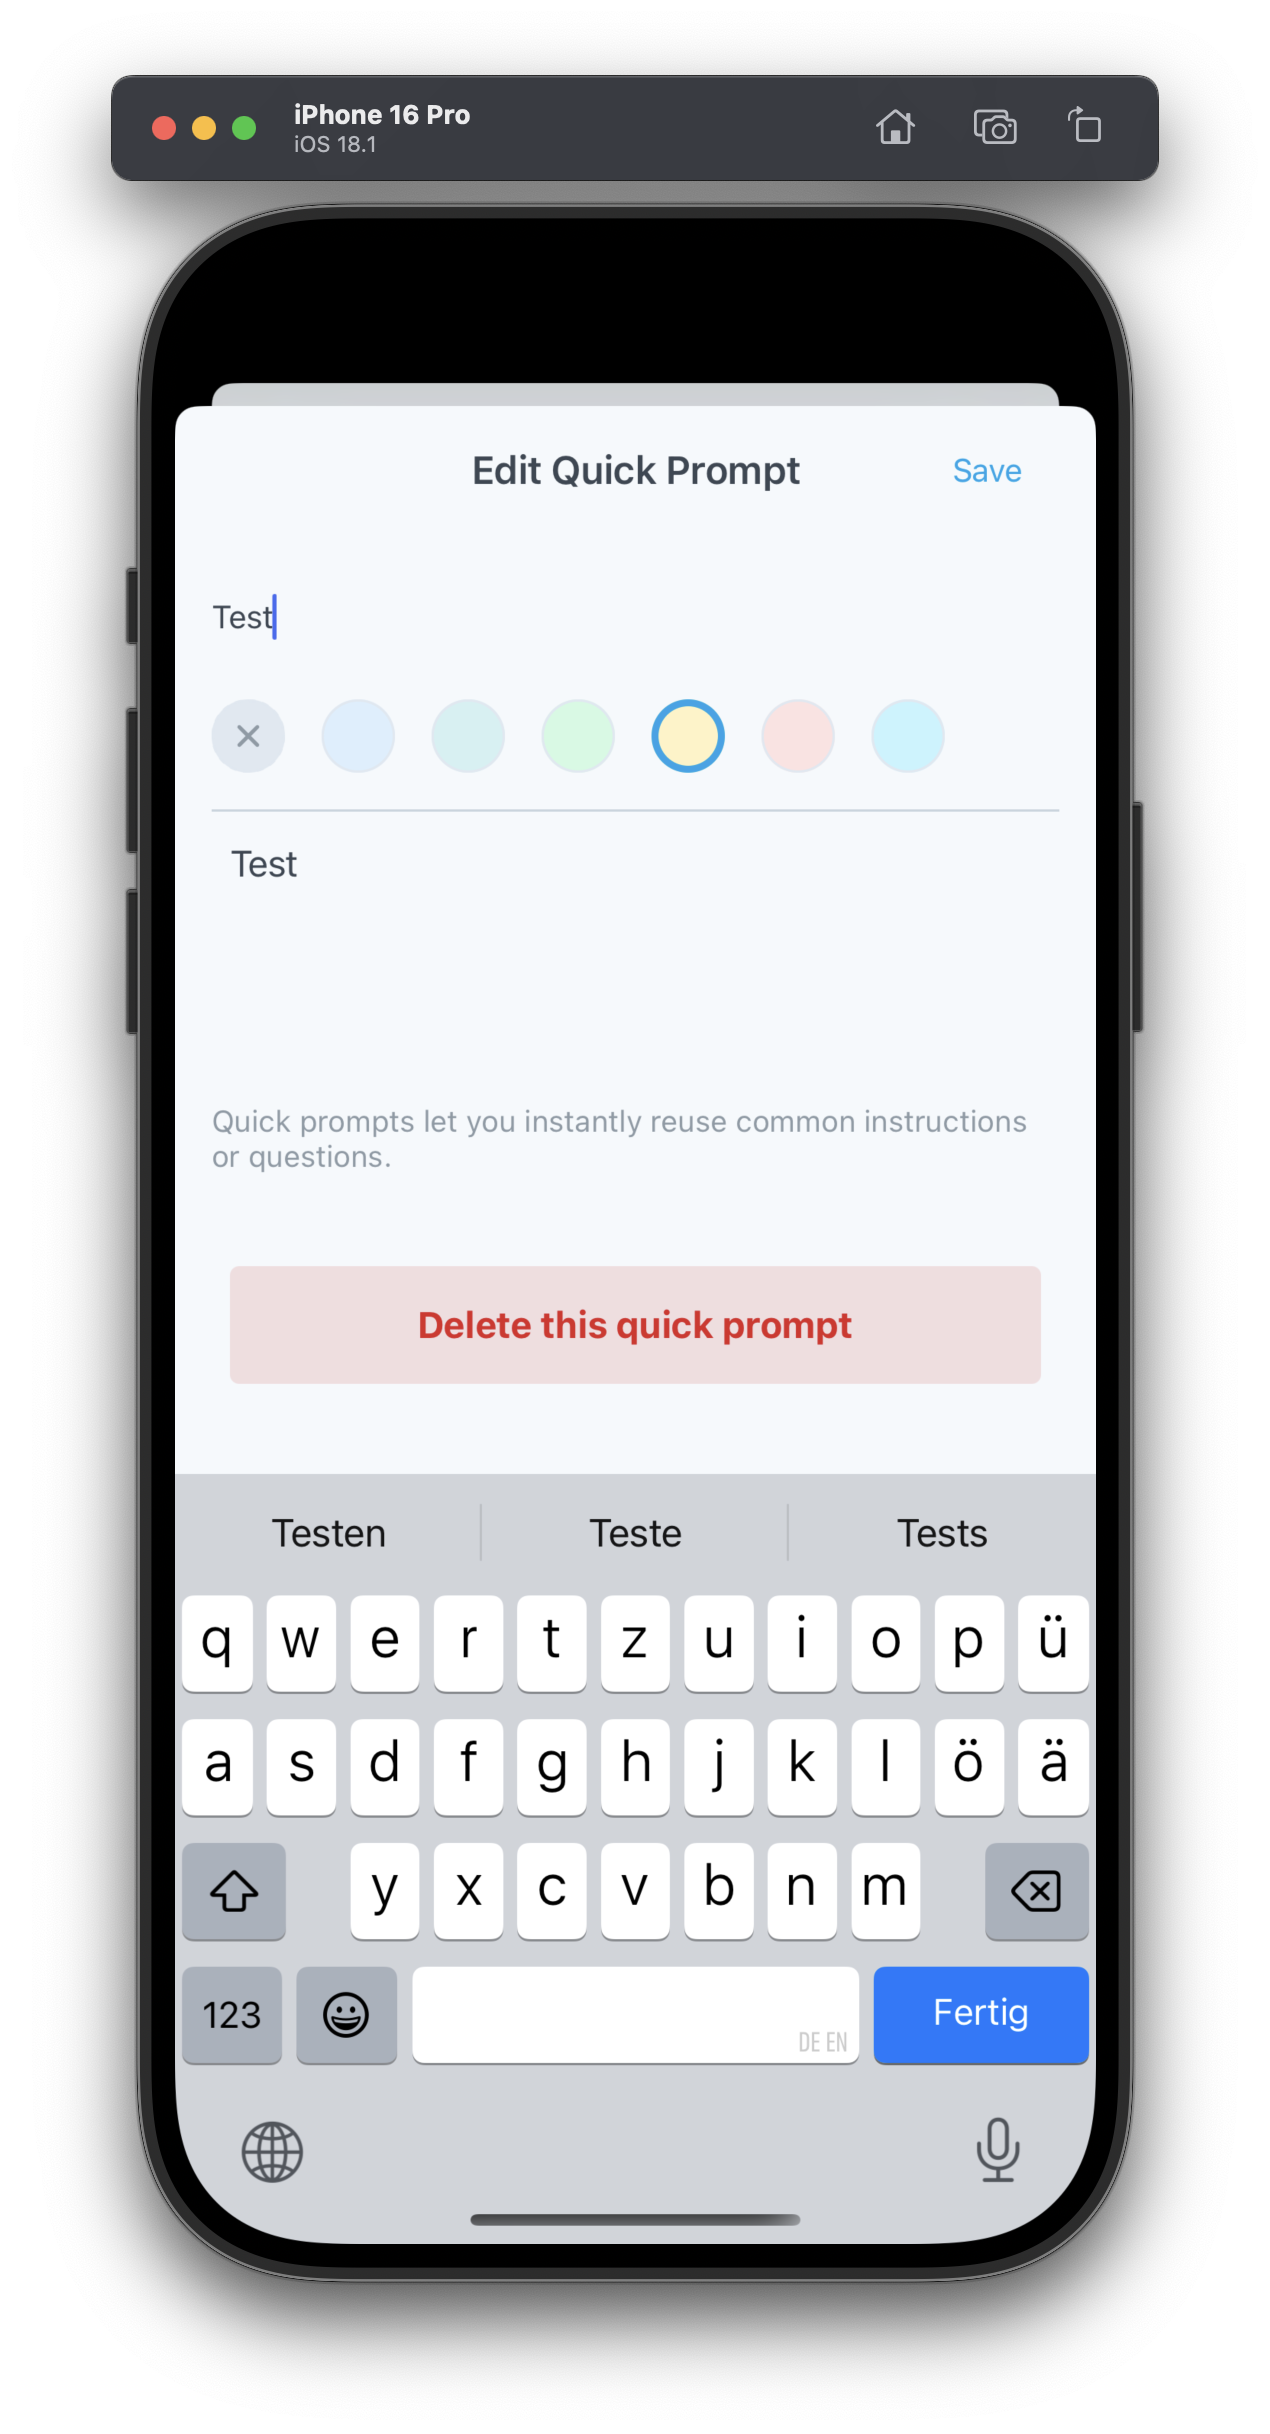 iPhone 16 Pro
iOS 18.1
Edit Quick Prompt
Save
Test
Test
Quick prompts let you instantly reuse common instructions
or questions.
Delete this quick prompt
Testen Teste Tests
q w e r t z u i o p ü
a s d f g h j k l ö ä
y x c v b n m
123 DE EN Fertig